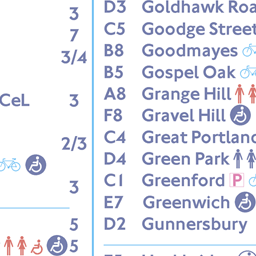 3
7
3/4
CeL 3
2/3
3
5
5
D3 Goldhawk Roa
C5 Goodge Street
B8 Goodmayes
B5 Gospel Oak
A8 Grange Hill
F8 Gravel Hill
C4 Great Portland
D4 Green Park
C1 Greenford P
E7 Greenwich
D2 Gunnersbury